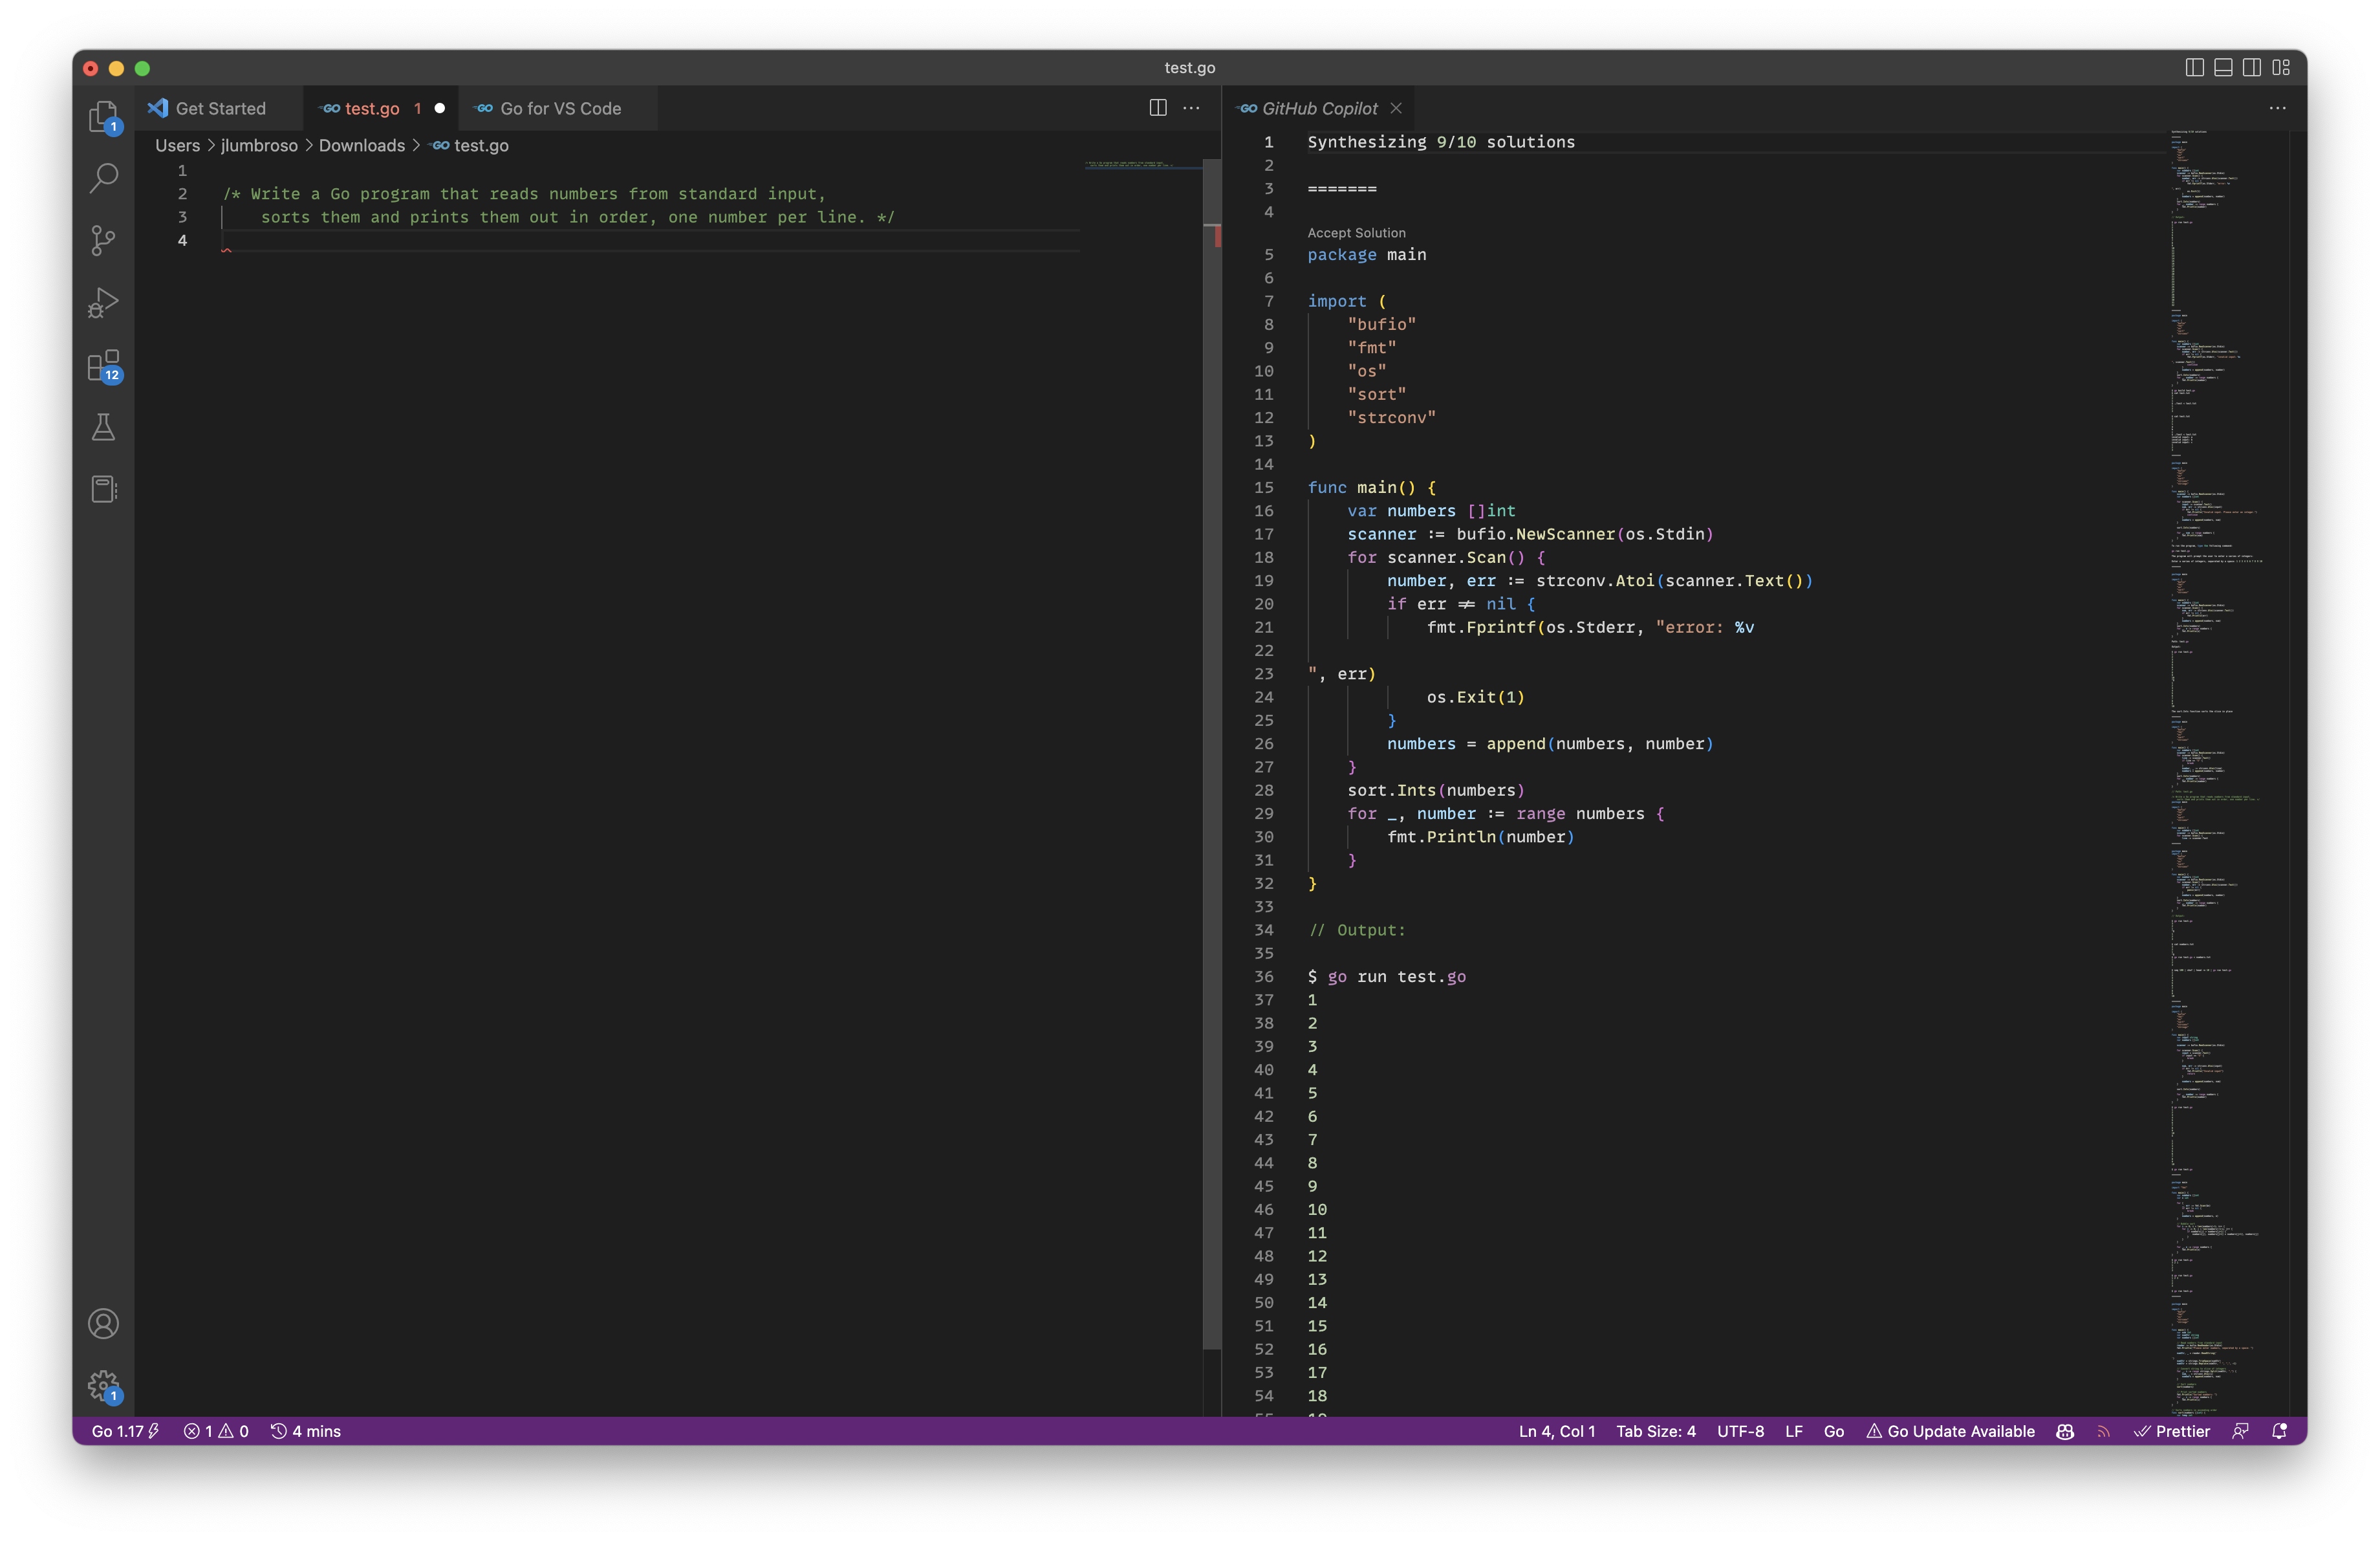 test.go
Get Started
GO test.go 1
GO Go for VS Code
GO GitHub Copilot
Users > jlumbroso > Downloads > GO test.go
1
2 /* Write a Go program that reads numbers from standard input,
3 sorts them and prints them out in order, one number per line. */
4
1
12
1
1 Synthesizing 9/10 solutions
2
3 =======
4
Accept Solution
5 package main
6
7 import (
8 "bufio"
9 "fmt"
10 "os"
11 "sort"
12 "strconv"
13 )
14
15 func main() {
16 var numbers []int
17 scanner := bufio.NewScanner(os.Stdin)
18 for scanner.Scan() {
19 number, err := strconv.Atoi(scanner.Text())
20 if err != nil {
21 fmt.Fprintf(os.Stderr, "error: %v
22
23 ", err)
24 os.Exit(1)
25 }
26 numbers = append(numbers, number)
27 }
28 sort.Ints(numbers)
29 for _, number := range numbers {
30 fmt.Println(number)
31 }
32 }
33
34 // Output:
35
36 $ go run test.go
37 1
38 2
39 3
40 4
41 5
42 6
43 7
44 8
45 9
46 10
47 11
48 12
49 13
50 14
51 15
52 16
53 17
54 18
Go 1.17 1 0 4 mins
Ln 4, Col 1 Tab Size: 4 UTF-8 LF Go Go Update Available Prettier